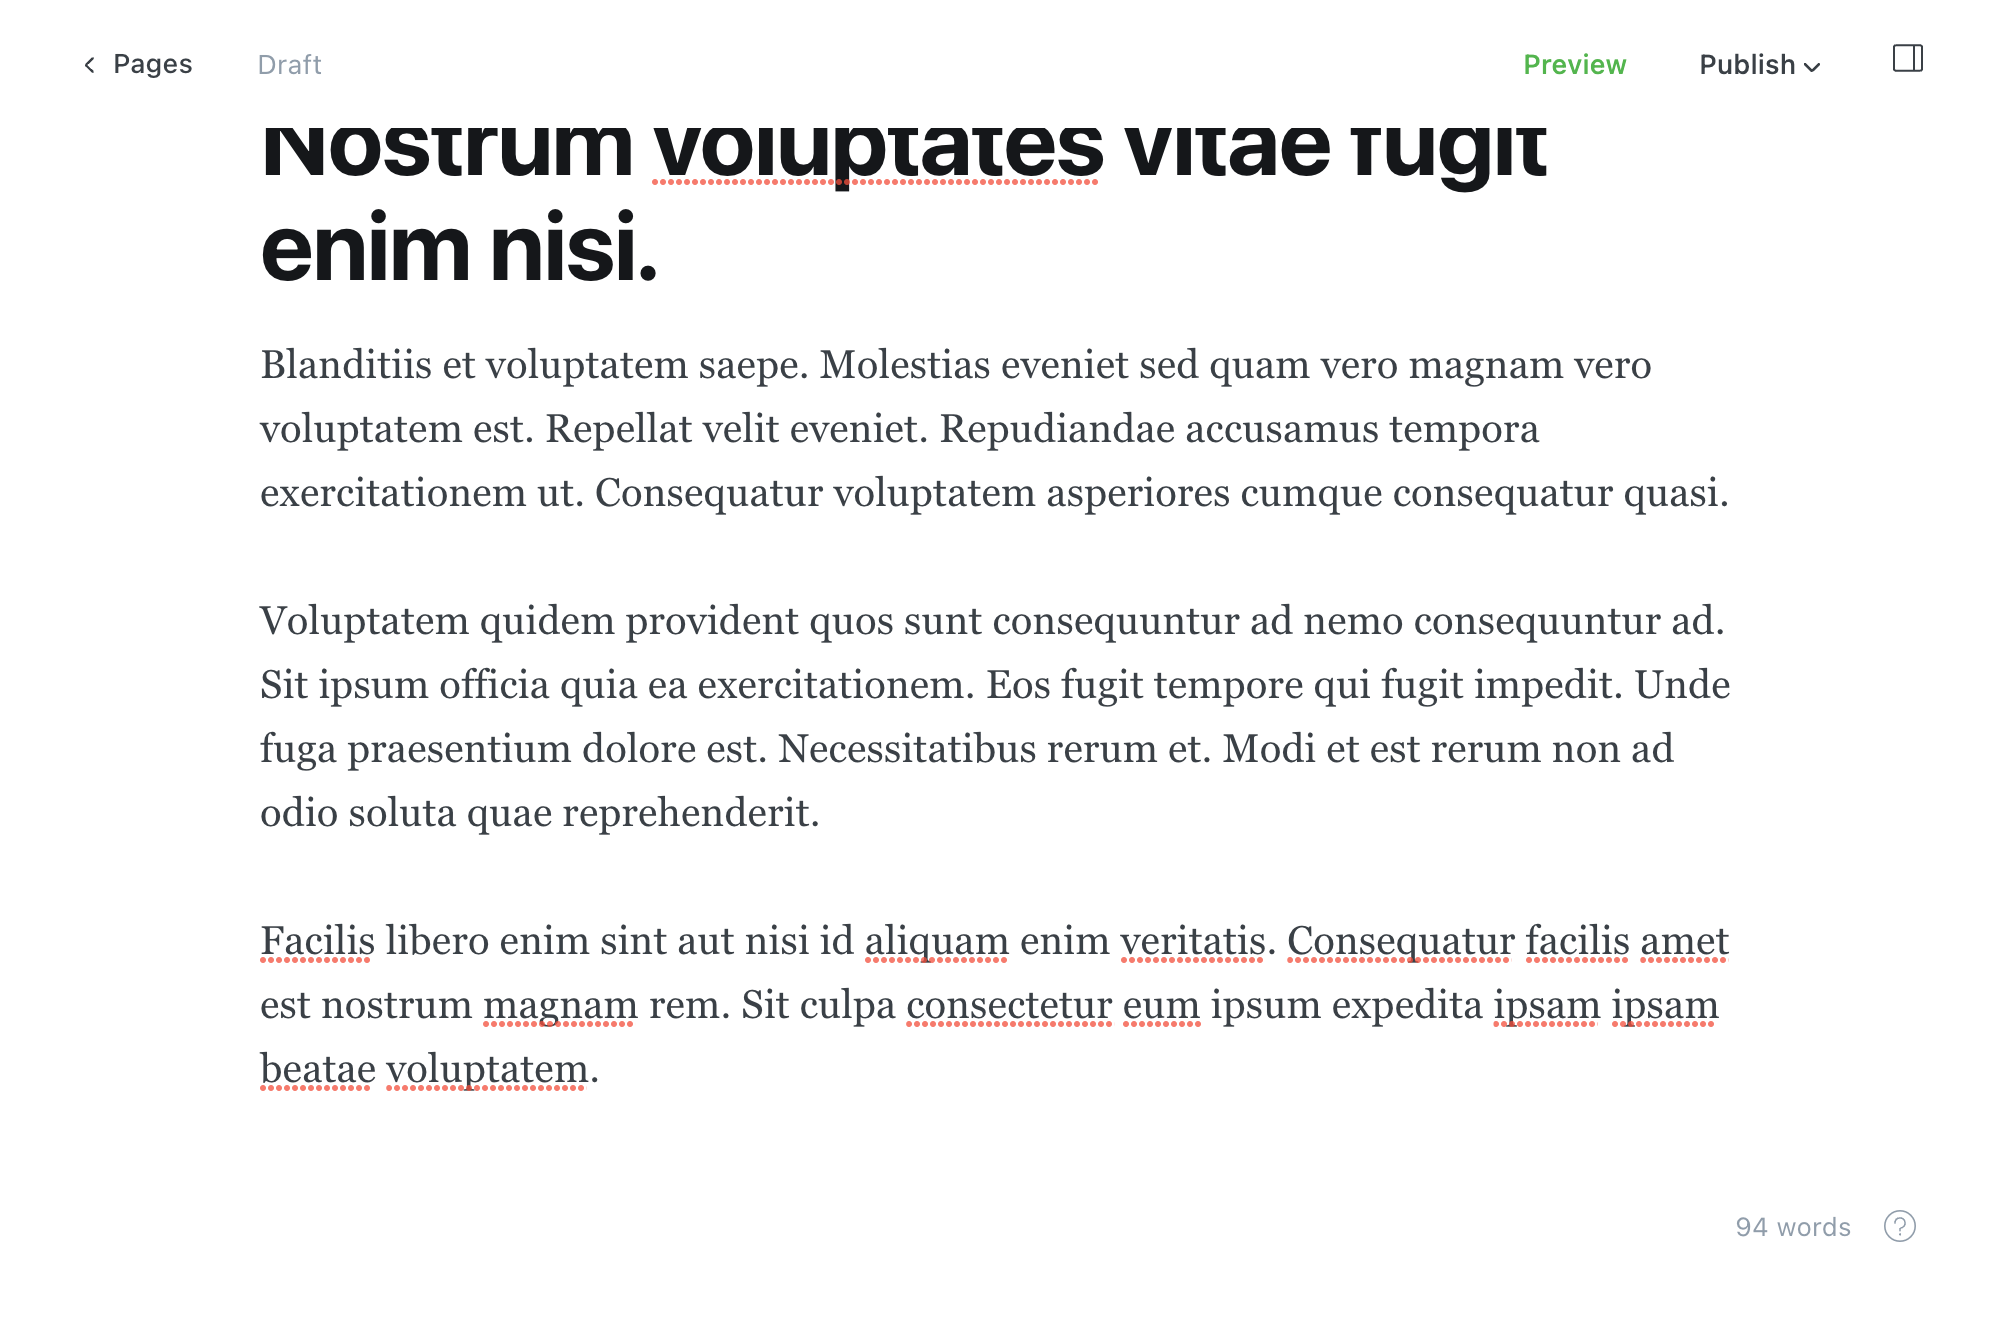 Pages
Draft
Preview
Publish
Nostrum voluptates vitae fugit
enim nisi.
Blanditiis et voluptatem saepe. Molestias eveniet sed quam vero magnam vero
voluptatem est. Repellat velit eveniet. Repudiandae accusamus tempora
exercitationem ut. Consequatur voluptatem asperiores cumque consequatur quasi.
Voluptatem quidem provident quos sunt consequuntur ad nemo consequuntur ad.
Sit ipsum officia quia ea exercitationem. Eos fugit tempore qui fugit impedit. Unde
fuga praesentium dolore est. Necessitatibus rerum et. Modi et est rerum non ad
odio soluta quae reprehenderit.
Facilis libero enim sint aut nisi id aliquam enim veritatis. Consequatur facilis amet
est nostrum magnam rem. Sit culpa consectetur eum ipsum expedita ipsam ipsam
beatae voluptatem.
94 words
?